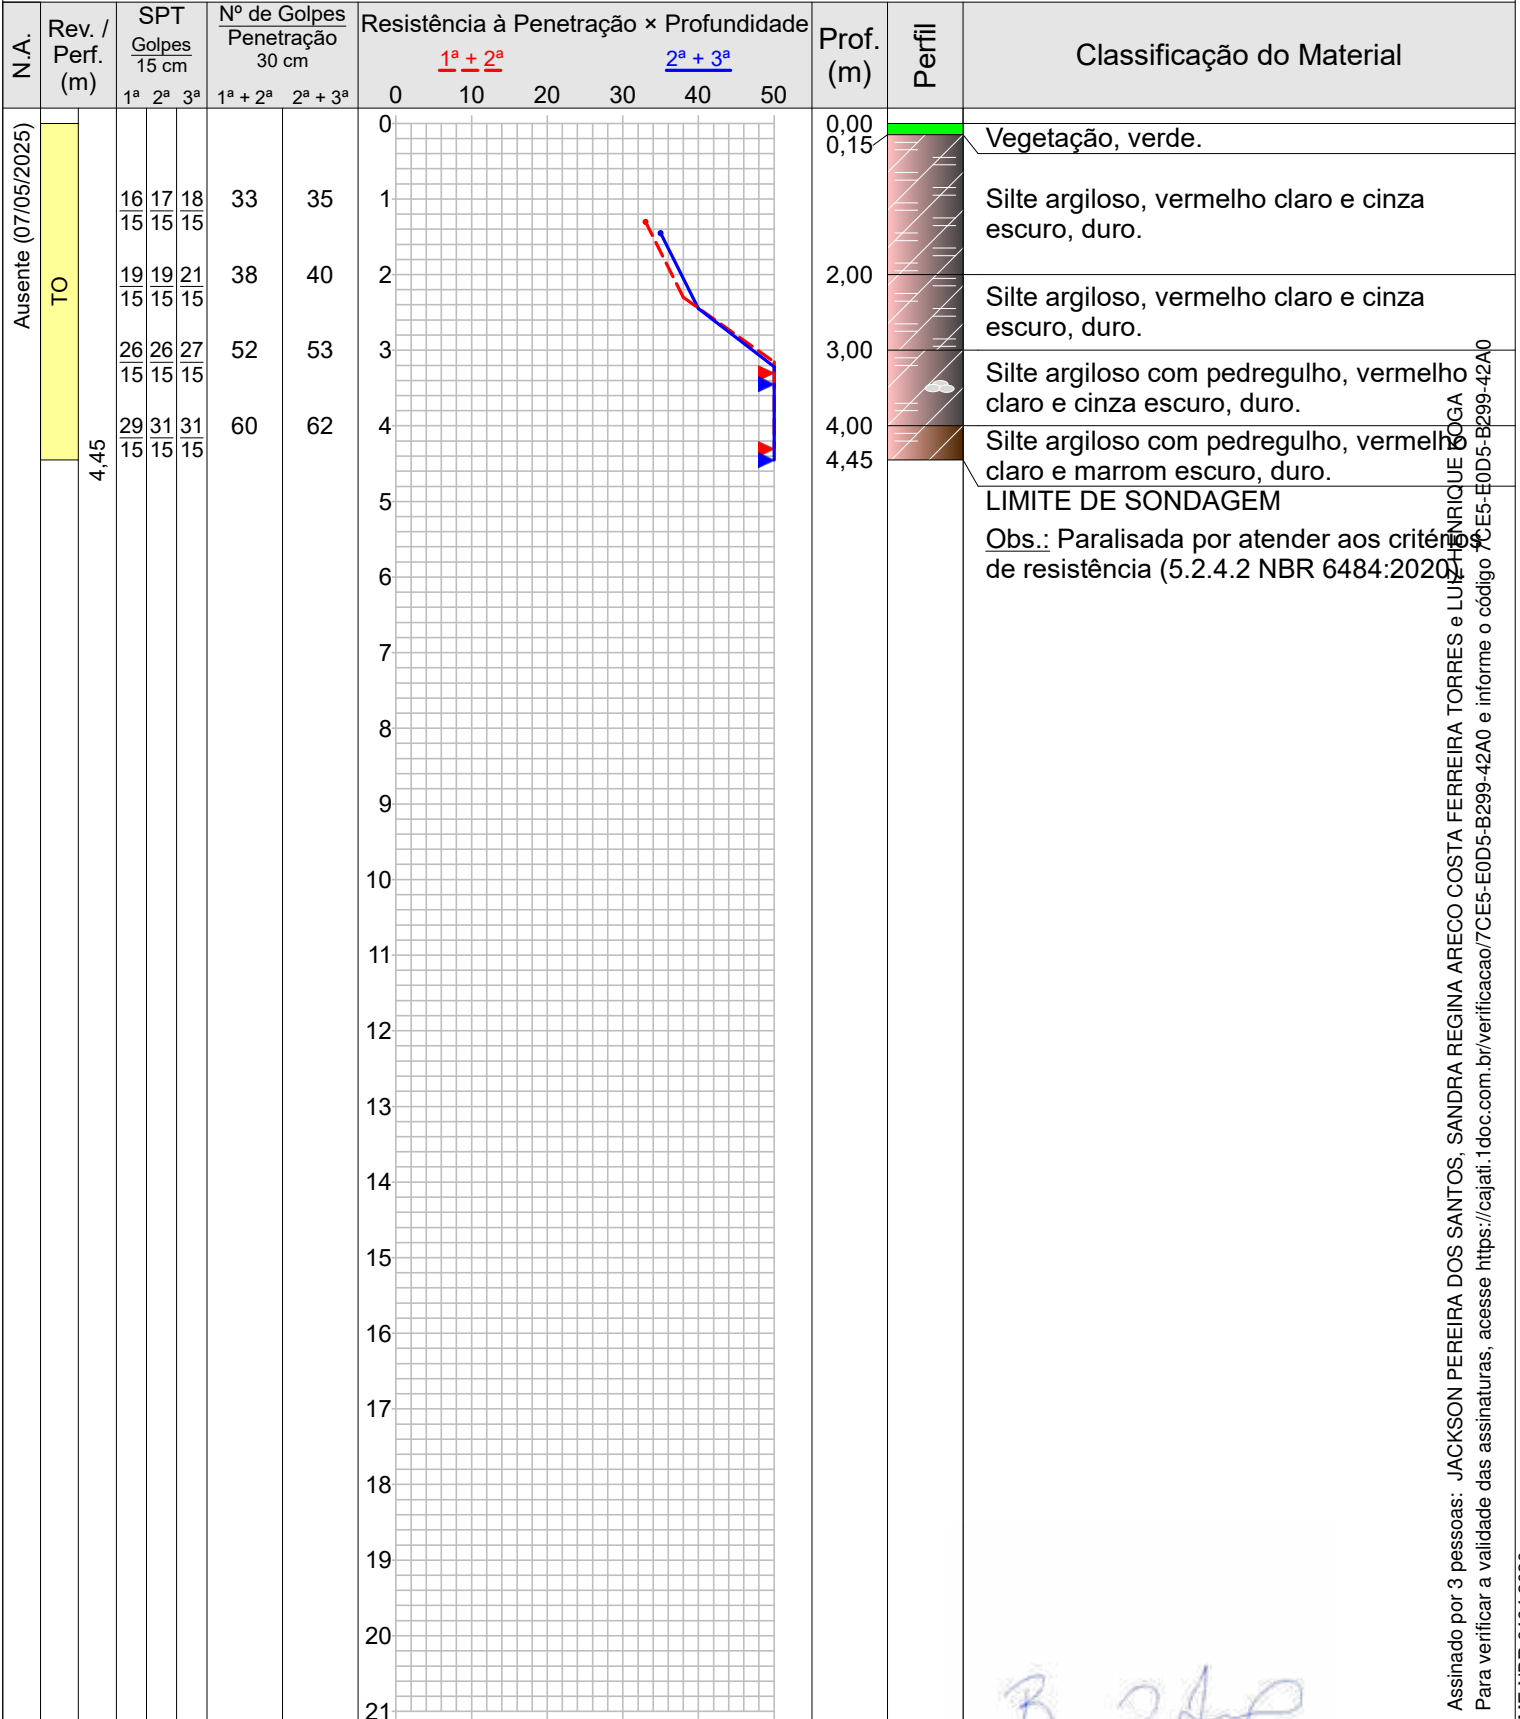 N.A.
Rev. /
Perf.
(m)
SPT
Golpes
15 cm
1ª 2ª 3ª
Nº de Golpes
Penetração
30 cm
1ª + 2ª 2ª + 3ª
Resistência à Penetração × Profundidade
1ª + 2ª 2ª + 3ª
0 10 20 30 40 50
Prof.
(m)
Perfil
Classificação do Material
Ausente (07/05/2025)
TO
4,45
16 17 18 33 35
15 15 15
19 19 21 38 40
15 15 15
26 26 27 52 53
15 15 15
29 31 31 60 62
15 15 15
0
1
2
3
4
5
6
7
8
9
10
11
12
13
14
15
16
17
18
19
20
21
0,00
0,15
2,00
3,00
4,00
4,45
Vegetação, verde.
Silte argiloso, vermelho claro e cinza
escuro, duro.
Silte argiloso, vermelho claro e cinza
escuro, duro.
Silte argiloso com pedregulho, vermelho
claro e cinza escuro, duro.
Silte argiloso com pedregulho, vermelho
claro e marrom escuro, duro.
LIMITE DE SONDAGEM
Obs.: Paralisada por atender aos critérios
de resistência (5.2.4.2 NBR 6484:2020).
Assinado por 3 pessoas: JACKSON PEREIRA DOS SANTOS, SANDRA REGINA ARECO COSTA FERREIRA TORRES e LUIZ HENRIQUE KOGA
Para verificar a validade das assinaturas, acesse https://cajati.1doc.com.br/verificacao/7CE5-E0D5-B299-42A0 e informe o código 7CE5-E0D5-B299-42A0